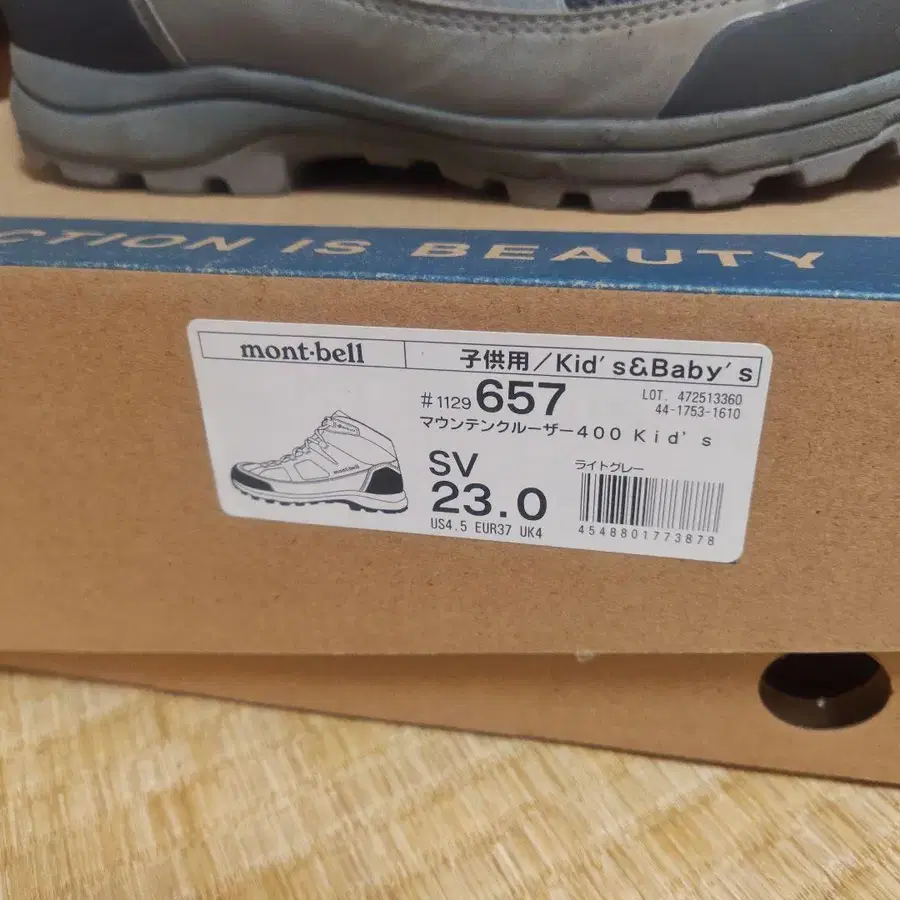 CTION IS BEAUTY
mont-bell
子供用/Kid's&Baby's
#1129 657
LOT. 472513360
44-1753-1610
マウンテンクルーザー400 Kid's
mont-bell
SV
ライトグレー
23.0
US4.5 EUR37 UK4
4548801773878